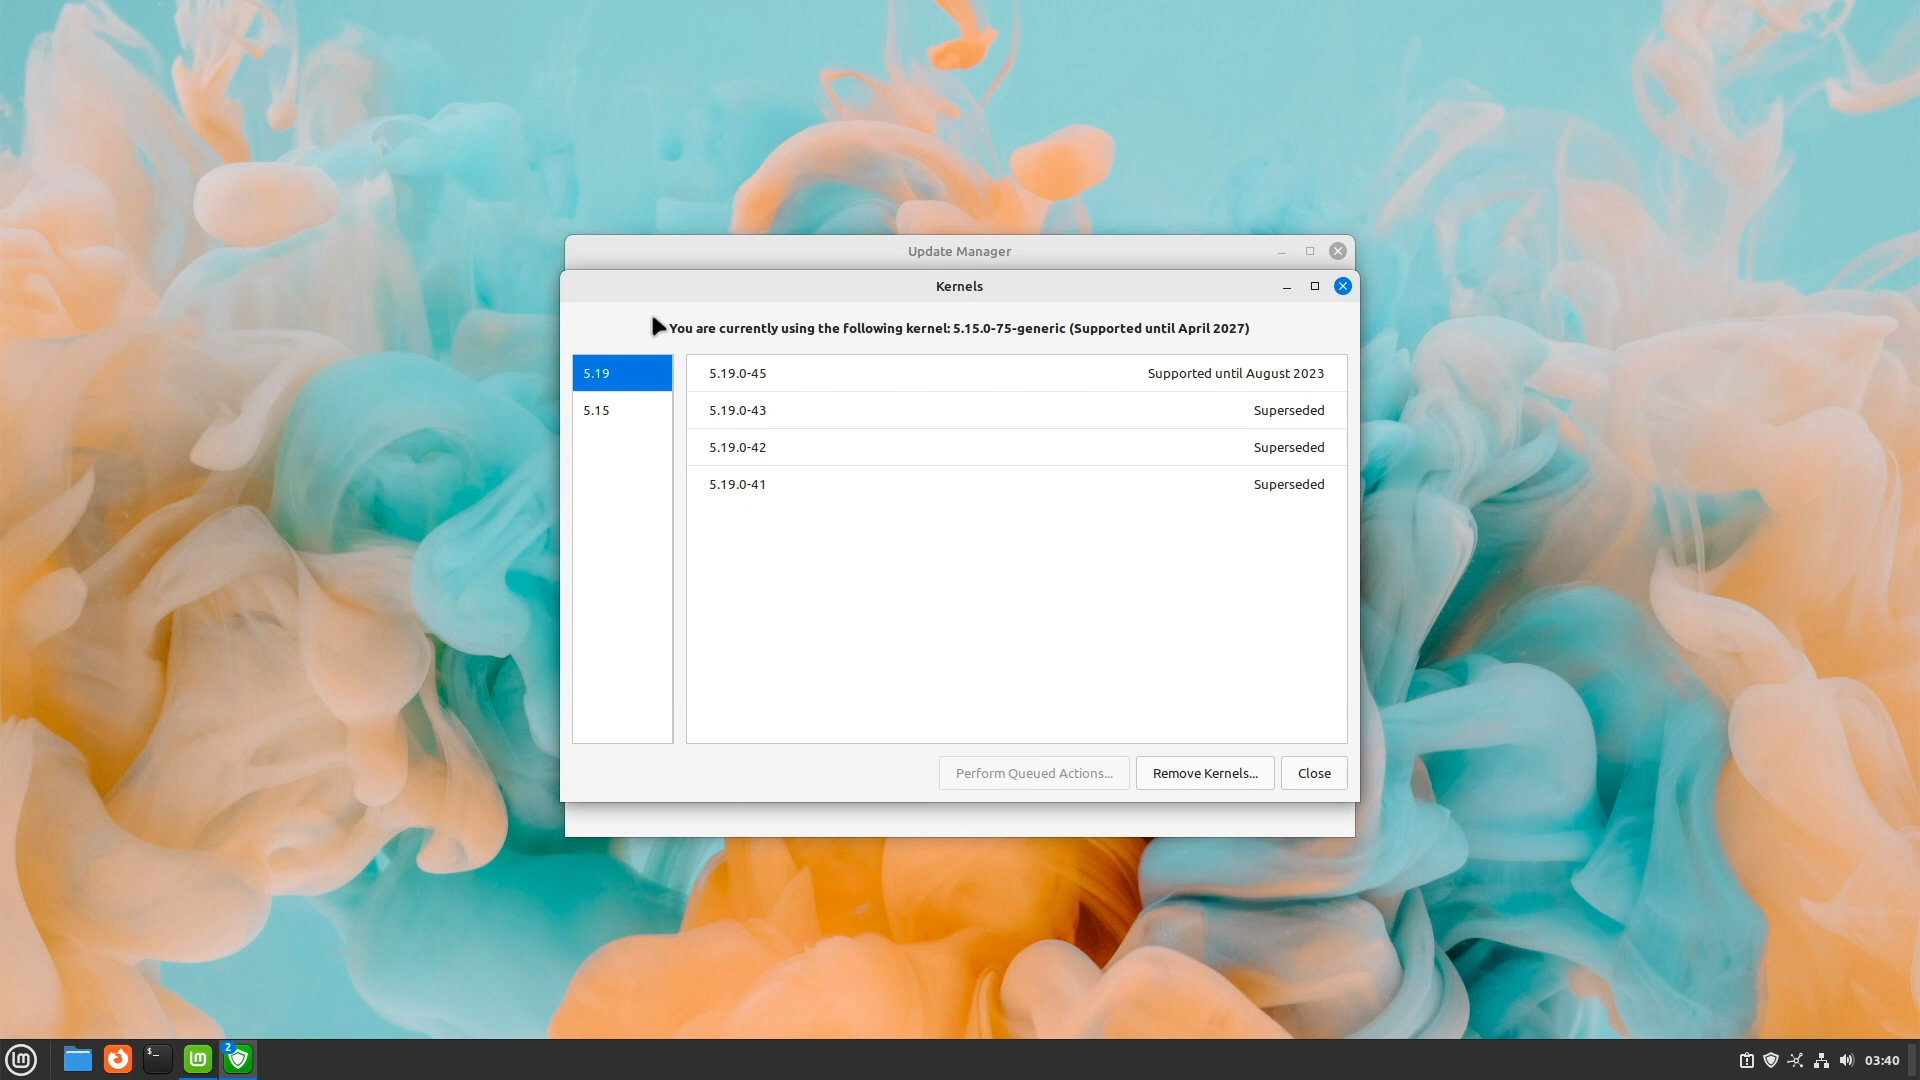 Update Manager
Kernels
You are currently using the following kernel: 5.15.0-75-generic (Supported until April 2027)
5.19
5.15
5.19.0-45 Supported until August 2023
5.19.0-43 Superseded
5.19.0-42 Superseded
5.19.0-41 Superseded
Perform Queued Actions... Remove Kernels... Close
$_ 2 03:40